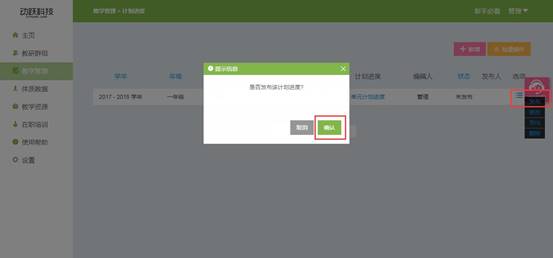 动跃科技
教学管理 > 计划进度
新手必看 管理
主页
教研群组
教学管理
体质数据
教学资源
在职培训
使用帮助
设置
+ 新增
批量操作
学年 年级 计划进度 编辑人 状态 发布人 选项
2017 - 2018 学年 一年级 单元计划进度 管理 未发布
提示信息
是否发布该计划进度?
取消 确认
发布